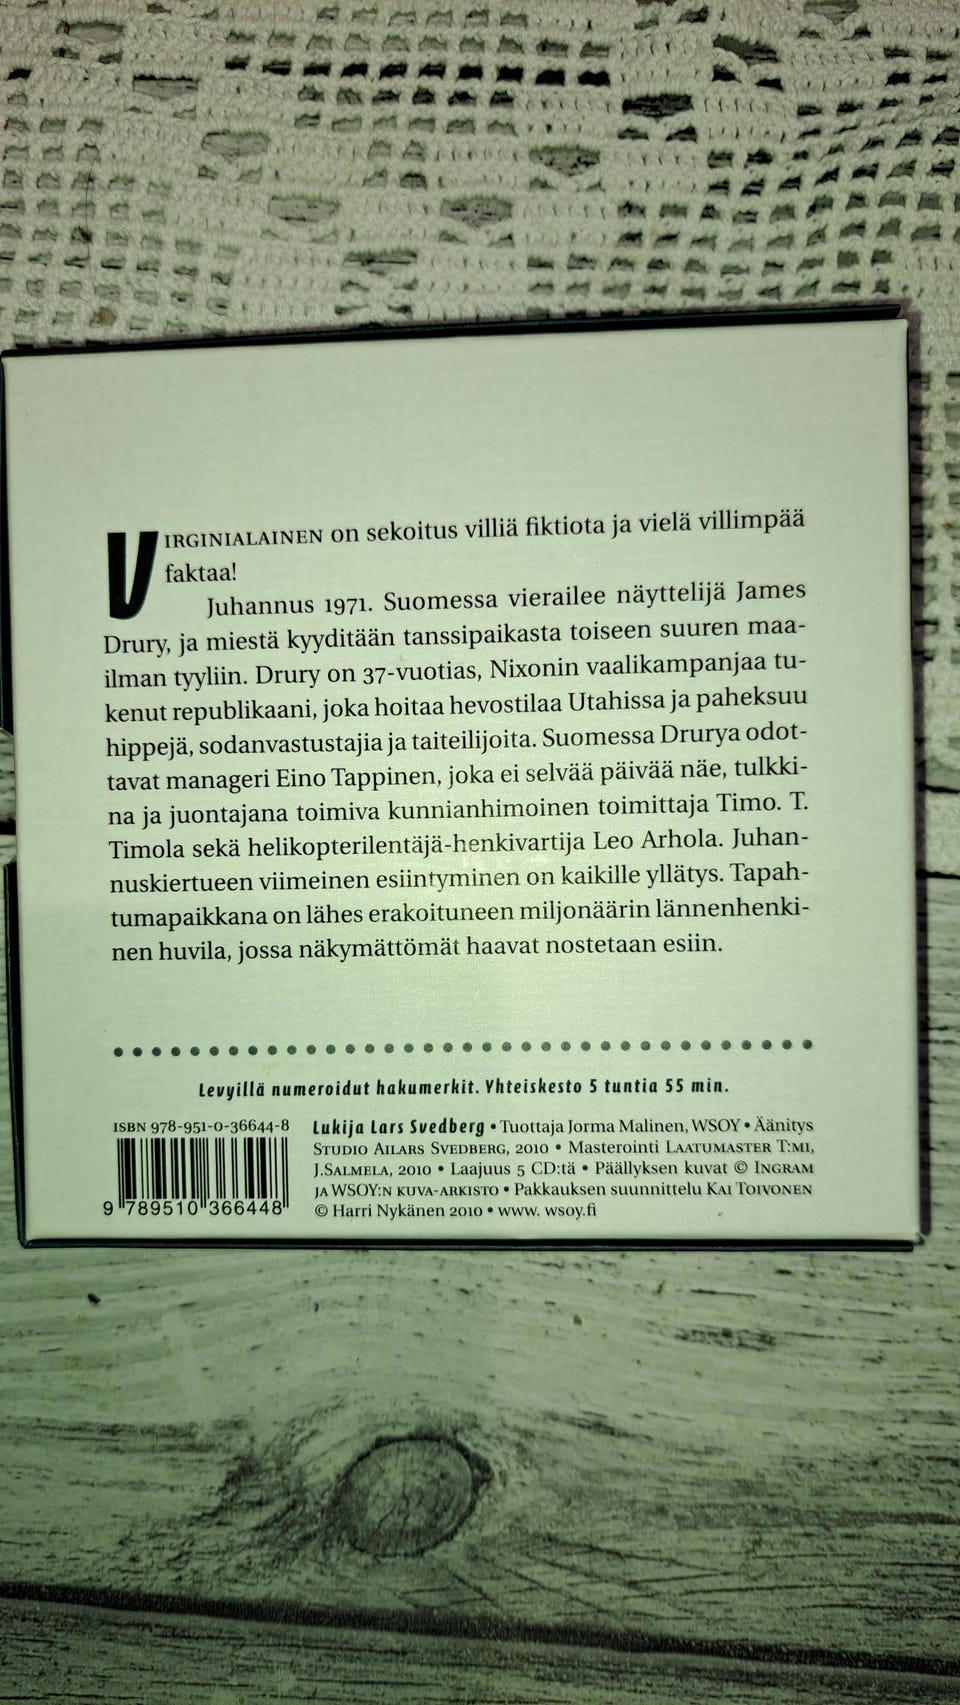 VIRGINIALAINEN on sekoitus villiä fiktiota ja vielä villimpää
faktaa!
Juhannus 1971. Suomessa vierailee näyttelijä James
Drury, ja miestä kyyditään tanssipaikasta toiseen suuren maa-
ilman tyyliin. Drury on 37-vuotias, Nixonin vaalikampanjaa tu-
kenut republikaani, joka hoitaa hevostilaa Utahissa ja paheksuu
hippejä, sodanvastustajia ja taiteilijoita. Suomessa Drurya odot-
tavat manageri Eino Tappinen, joka ei selvää päivää näe, tulkki-
na ja juontajana toimiva kunnianhimoinen toimittaja Timo. T.
Timola sekä helikopterilentäjä-henkivartija Leo Arhola. Juhan-
nuskiertueen viimeinen esiintyminen on kaikille yllätys. Tapah-
tumapaikkana on lähes erakoituneen miljonäärin lännenhenki-
nen huvila, jossa näkymättömät haavat nostetaan esiin.
Levyillä numeroidut hakumerkit. Yhteiskesto 5 tuntia 55 min.
ISBN 978-951-0-36644-8
9 789510 366448
Lukija Lars Svedberg • Tuottaja Jorma Malinen, WSOY • Äänitys
STUDIO AILARS SVEDBERG, 2010 • Masterointi LAATUMASTER T:MI,
J.SALMELA, 2010 • Laajuus 5 CD:tä • Päällyksen kuvat © INGRAM
JA WSOY:N KUVA-ARKISTO • Pakkauksen suunnittelu KAI TOIVONEN
© Harri Nykänen 2010 • www. wsoy.fi